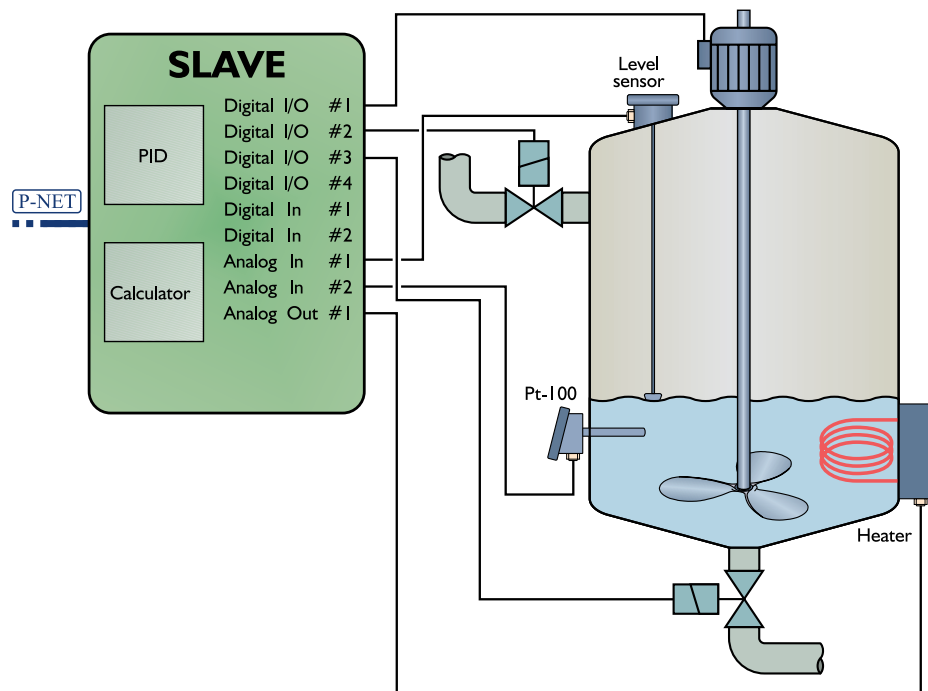 SLAVE
PID
Calculator
Digital I/O #1
Digital I/O #2
Digital I/O #3
Digital I/O #4
Digital In #1
Digital In #2
Analog In #1
Analog In #2
Analog Out #1
P-NET
Level
sensor
Pt-100
Heater